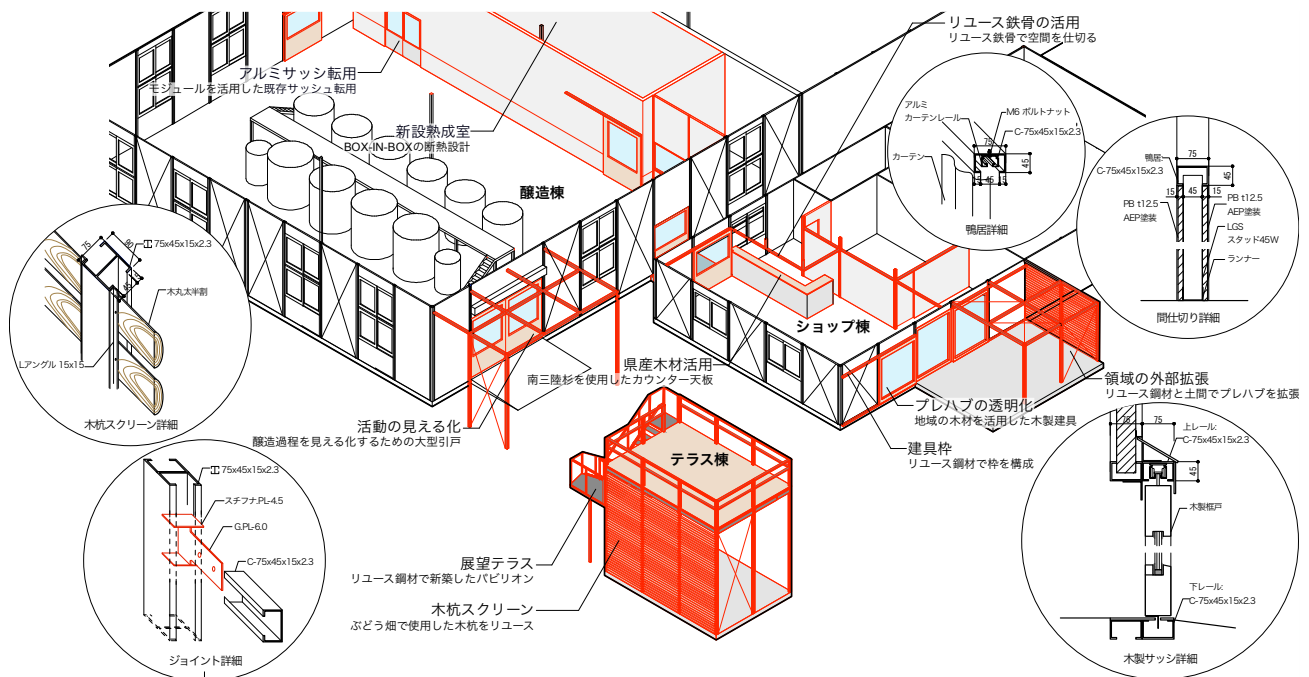 リユース鉄骨の活用
リユース鉄骨で空間を仕切る
アルミサッシ転用
モジュールを活用した既存サッシュ転用
新設熟成室
BOX-IN-BOXの断熱設計
醸造棟
アルミ
カーテンレール
M6 ボルトナット
75
C-75x45x15x2.3
カーテン
45
15 45 15
鴨居詳細
75
鴨居:
C-75x45x15x2.3
45
15 45 15
PB t12.5
AEP塗装
PB t12.5
AEP塗装
LGS
スタッド45W
ランナー
間仕切り詳細
75
90
75x45x15x2.3
45
木丸太半割
Lアングル 15x15
木杭スクリーン詳細
ショップ棟
県産木材活用
南三陸杉を使用したカウンター天板
領域の外部拡張
リユース鋼材と土間でプレハブを拡張
プレハブの透明化
地域の木材を活用した木製建具
活動の見える化
醸造過程を見える化するための大型引戸
建具枠
リユース鋼材で枠を構成
テラス棟
75x45x15x2.3
スチフナ.PL-4.5
G.PL-6.0
C-75x45x15x2.3
ジョイント詳細
展望テラス
リユース鋼材で新築したパビリオン
木杭スクリーン
ぶどう畑で使用した木杭をリユース
75 75
上レール:
C-75x45x15x2.3
45
木製框戸
下レール:
C-75x45x15x2.3
木製サッシ詳細